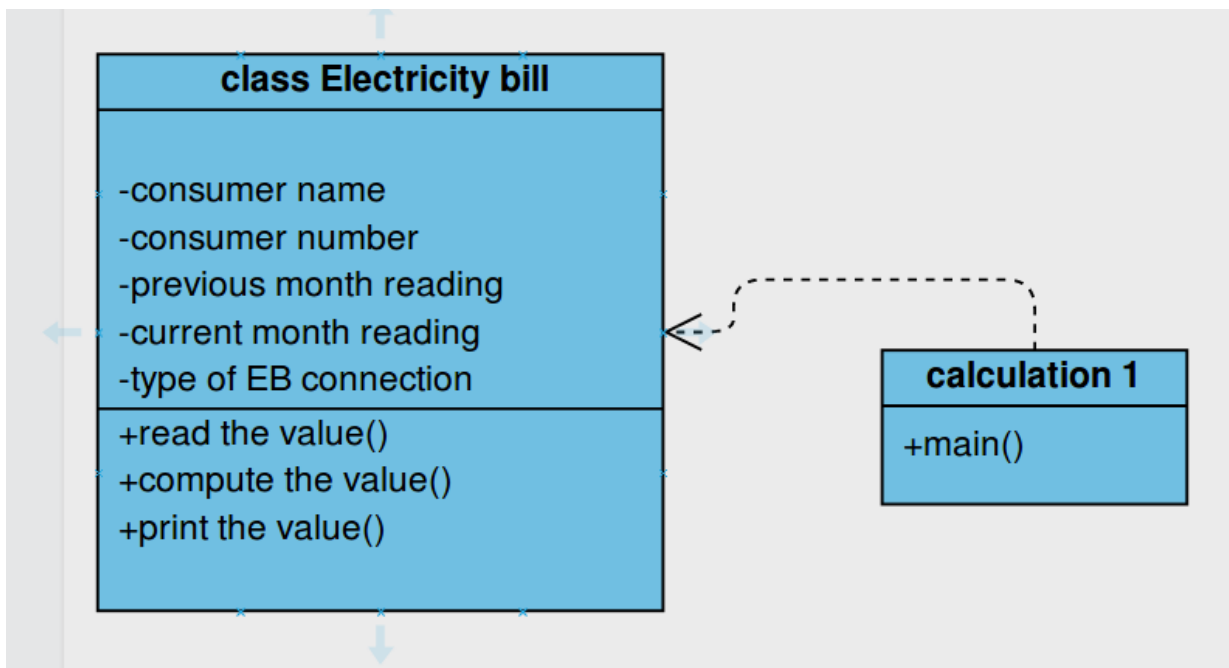 class Electricity bill
-consumer name
-consumer number
-previous month reading
-current month reading
-type of EB connection
+read the value()
+compute the value()
+print the value()
calculation 1
+main()